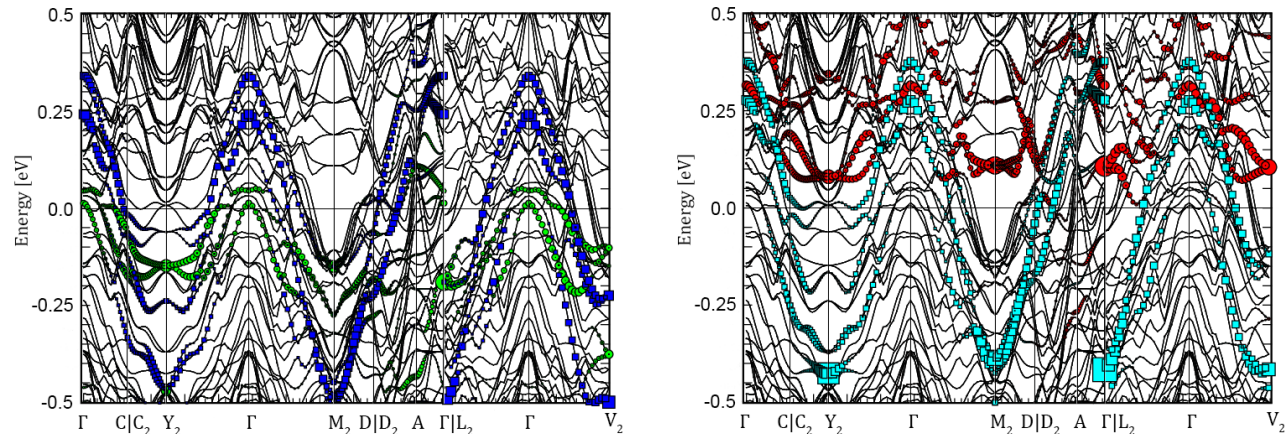 0.5
0.25
0.0
-0.25
-0.5
Energy [eV]
Γ C|C₂ Y₂ Γ M₂ D|D₂ A Γ|L₂ Γ V₂
0.5
0.25
0.0
-0.25
-0.5
Energy [eV]
Γ C|C₂ Y₂ Γ M₂ D|D₂ A Γ|L₂ Γ V₂